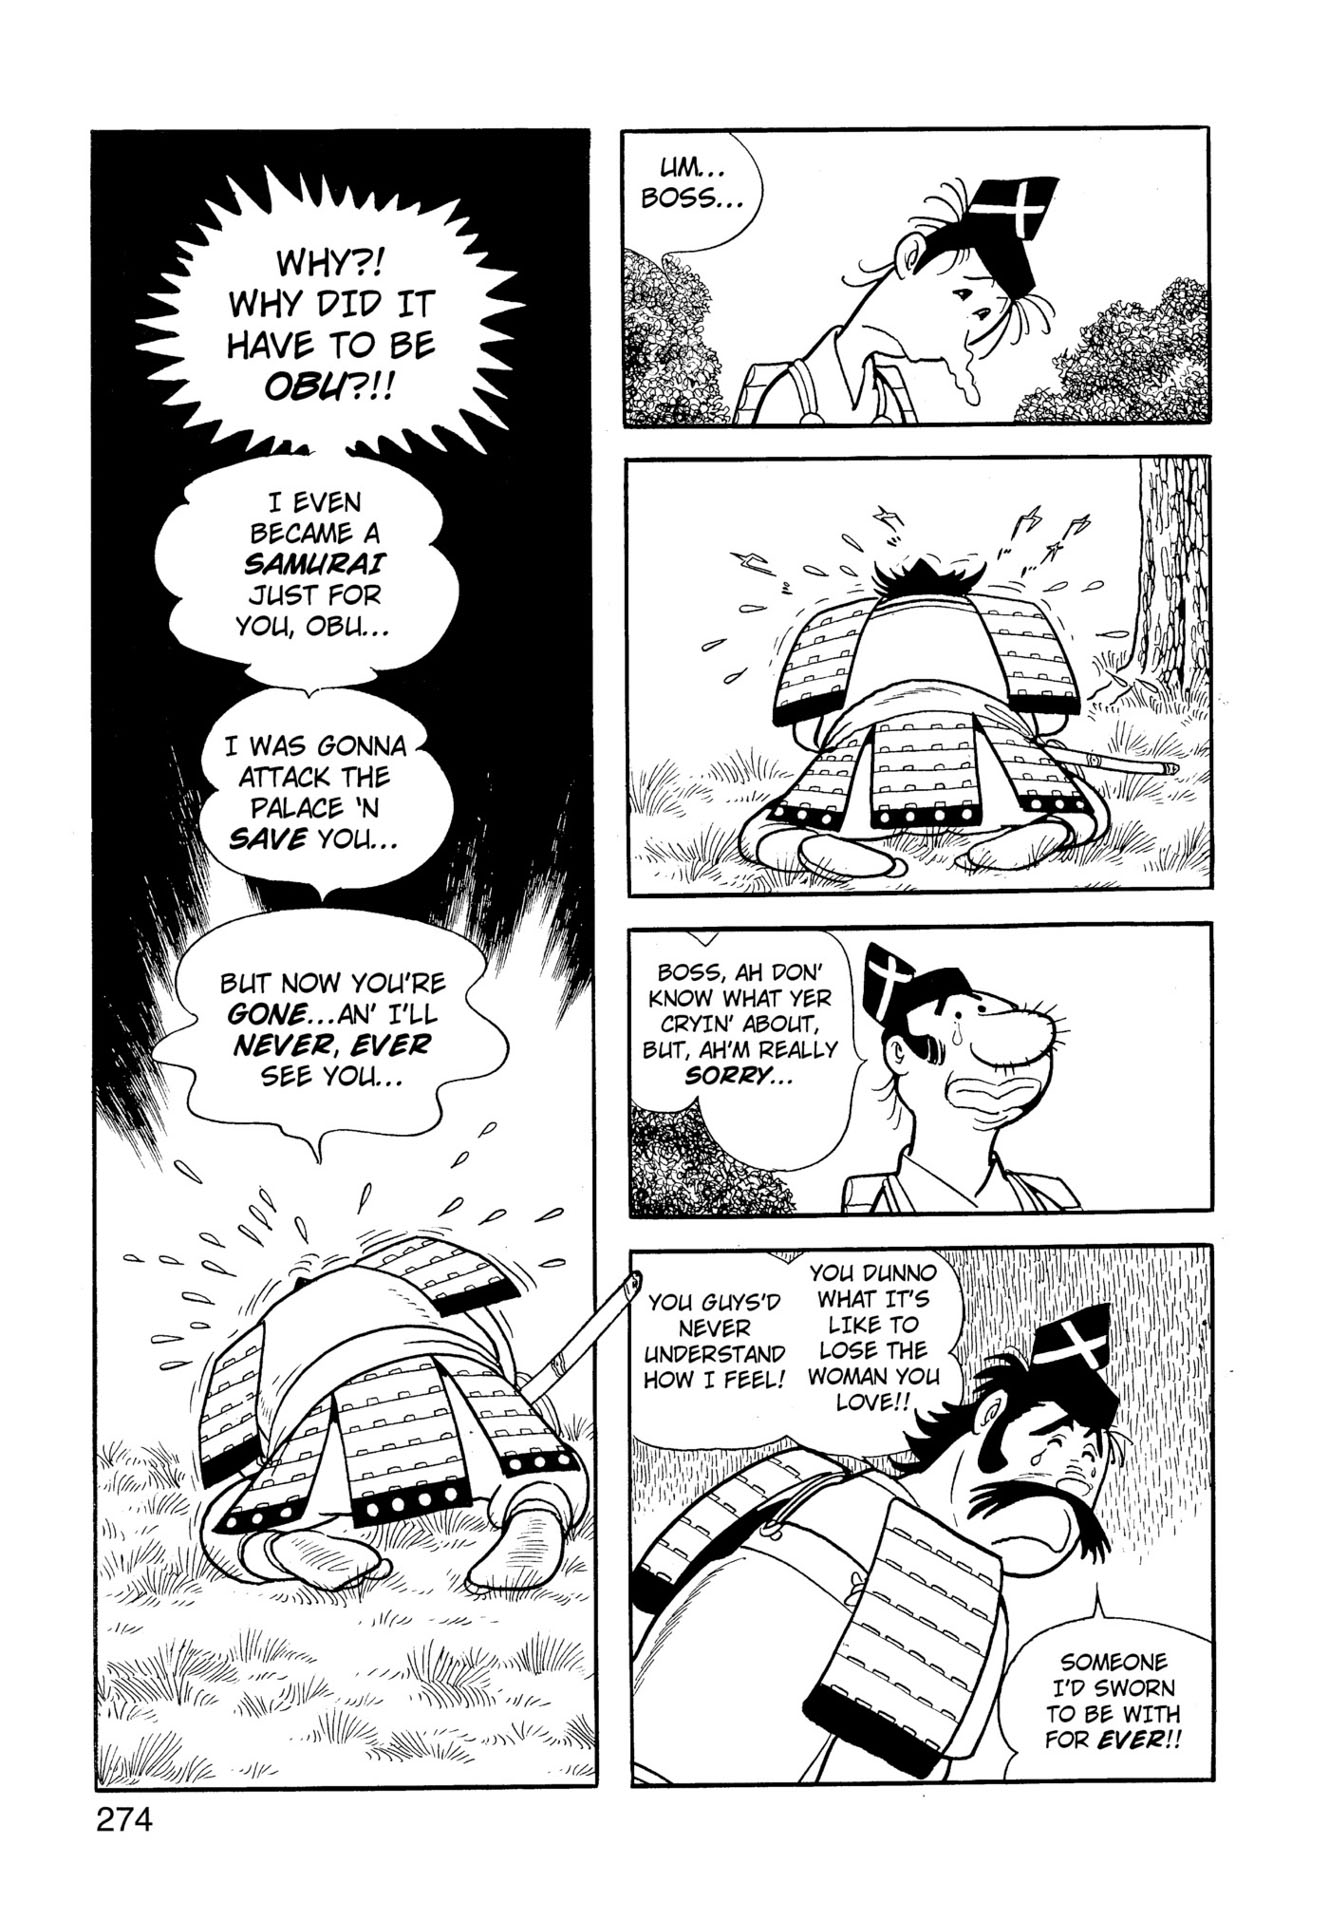 WHY?!
WHY DID IT
HAVE TO BE
OBU?!!
I EVEN
BECAME A
SAMURAI
JUST FOR
YOU, OBU...
I WAS GONNA
ATTACK THE
PALACE 'N
SAVE YOU...
BUT NOW YOU'RE
GONE...AN' I'LL
NEVER, EVER
SEE YOU...
UM...
BOSS...
BOSS, AH DON'
KNOW WHAT YER
CRYIN' ABOUT,
BUT, AH'M REALLY
SORRY...
YOU GUYS'D
NEVER
UNDERSTAND
HOW I FEEL!
YOU DUNNO
WHAT IT'S
LIKE TO
LOSE THE
WOMAN YOU
LOVE!!
SOMEONE
I'D SWORN
TO BE WITH
FOR EVER!!
274